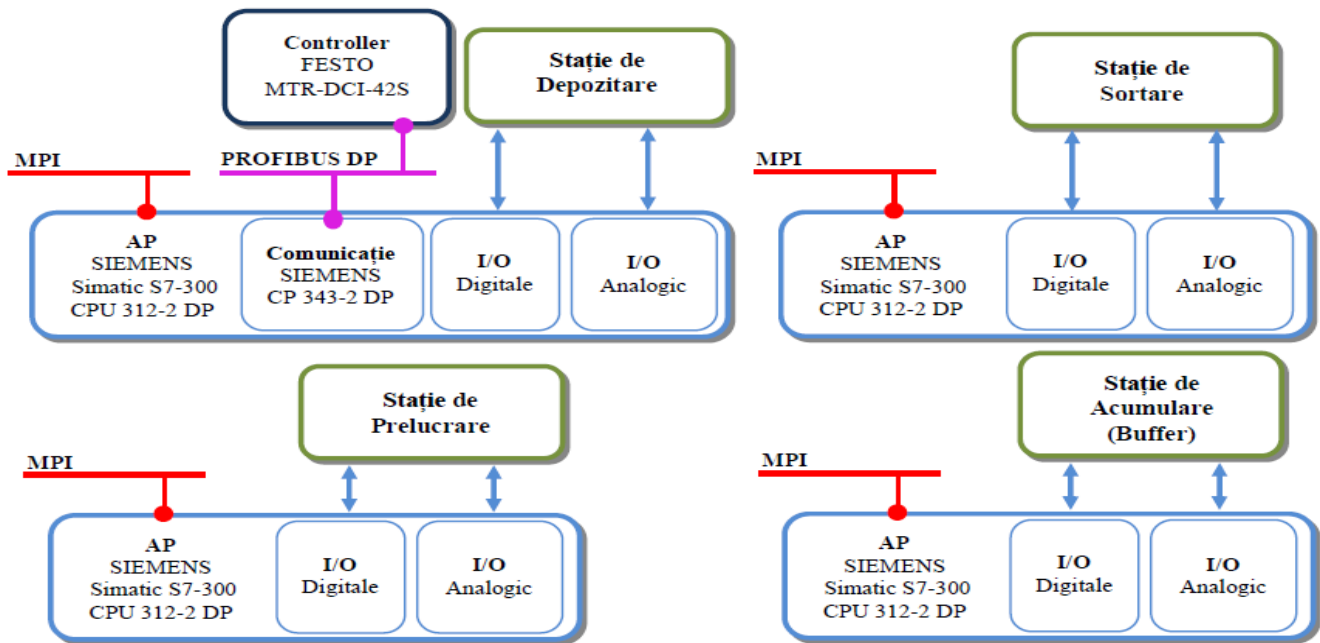 Controller
FESTO
MTR-DCI-42S
Stație de
Depozitare
MPI
PROFIBUS DP
AP
SIEMENS
Simatic S7-300
CPU 312-2 DP
Comunicație
SIEMENS
CP 343-2 DP
I/O
Digitale
I/O
Analogic
Stație de
Sortare
MPI
AP
SIEMENS
Simatic S7-300
CPU 312-2 DP
I/O
Digitale
I/O
Analogic
Stație de
Prelucrare
MPI
AP
SIEMENS
Simatic S7-300
CPU 312-2 DP
I/O
Digitale
I/O
Analogic
Stație de
Acumulare
(Buffer)
MPI
AP
SIEMENS
Simatic S7-300
CPU 312-2 DP
I/O
Digitale
I/O
Analogic